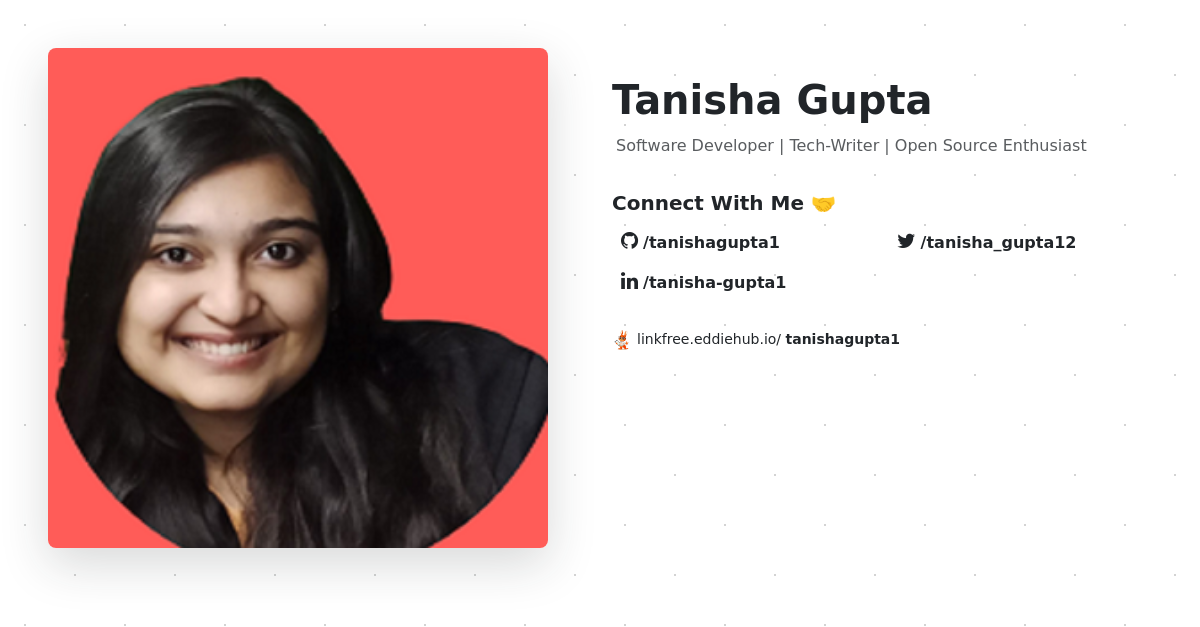 Tanisha Gupta
Software Developer | Tech-Writer | Open Source Enthusiast
Connect With Me 🤝
/tanishagupta1 /tanisha_gupta12
/tanisha-gupta1
linkfree.eddiehub.io/ tanishagupta1